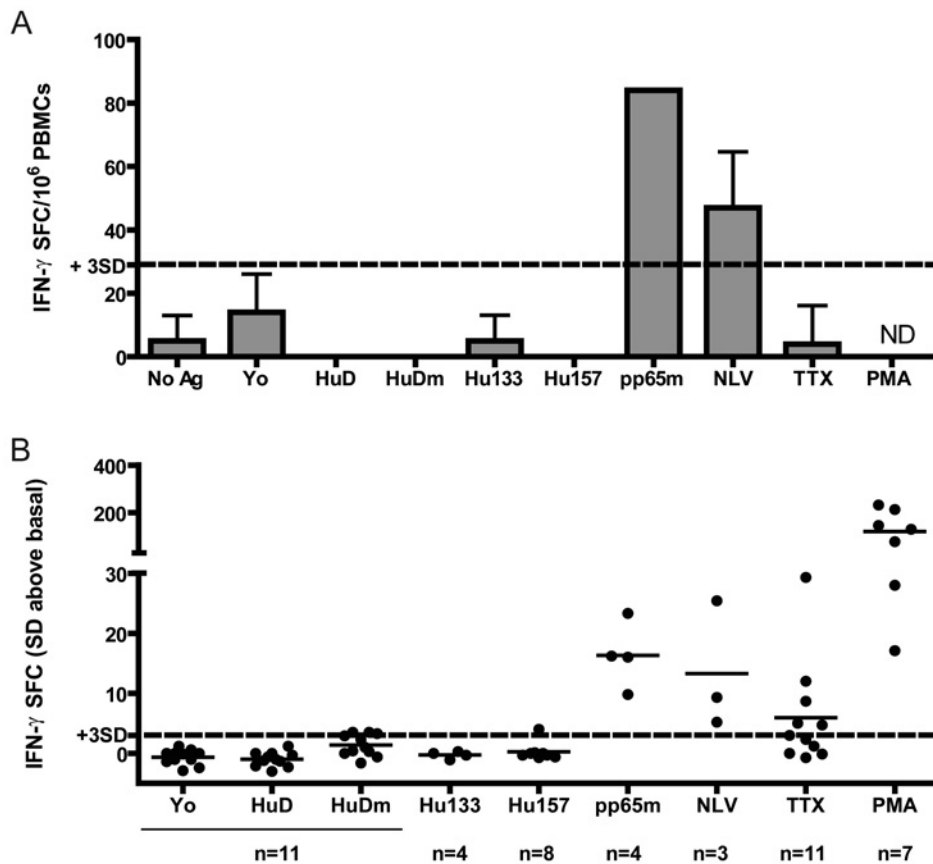 A
IFN-γ SFC/10⁶ PBMCs
100
80
60
40
+ 3SD
20
0
ND
No Ag Yo HuD HuDm Hu133 Hu157 pp65m NLV TTX PMA
B
IFN-γ SFC (SD above basal)
400
200
30
20
10
+3SD
0
Yo HuD HuDm Hu133 Hu157 pp65m NLV TTX PMA
n=11 n=4 n=8 n=4 n=3 n=11 n=7